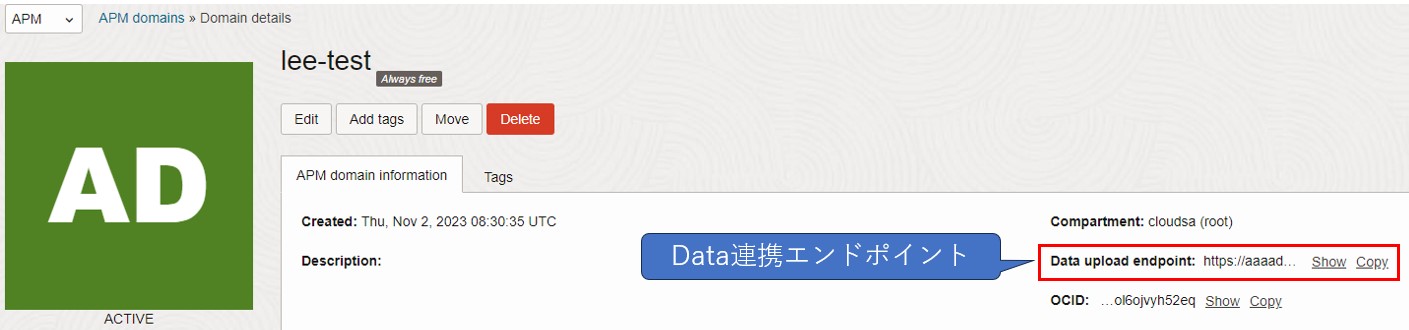 APM
APM domains » Domain details
AD
ACTIVE
lee-test
Always free
Edit
Add tags
Move
Delete
APM domain information
Tags
Created: Thu, Nov 2, 2023 08:30:35 UTC
Description:
Data連携エンドポイント
Compartment: cloudsa (root)
Data upload endpoint: https://aaaad... Show Copy
OCID: ...ol6ojvyh52eq Show Copy